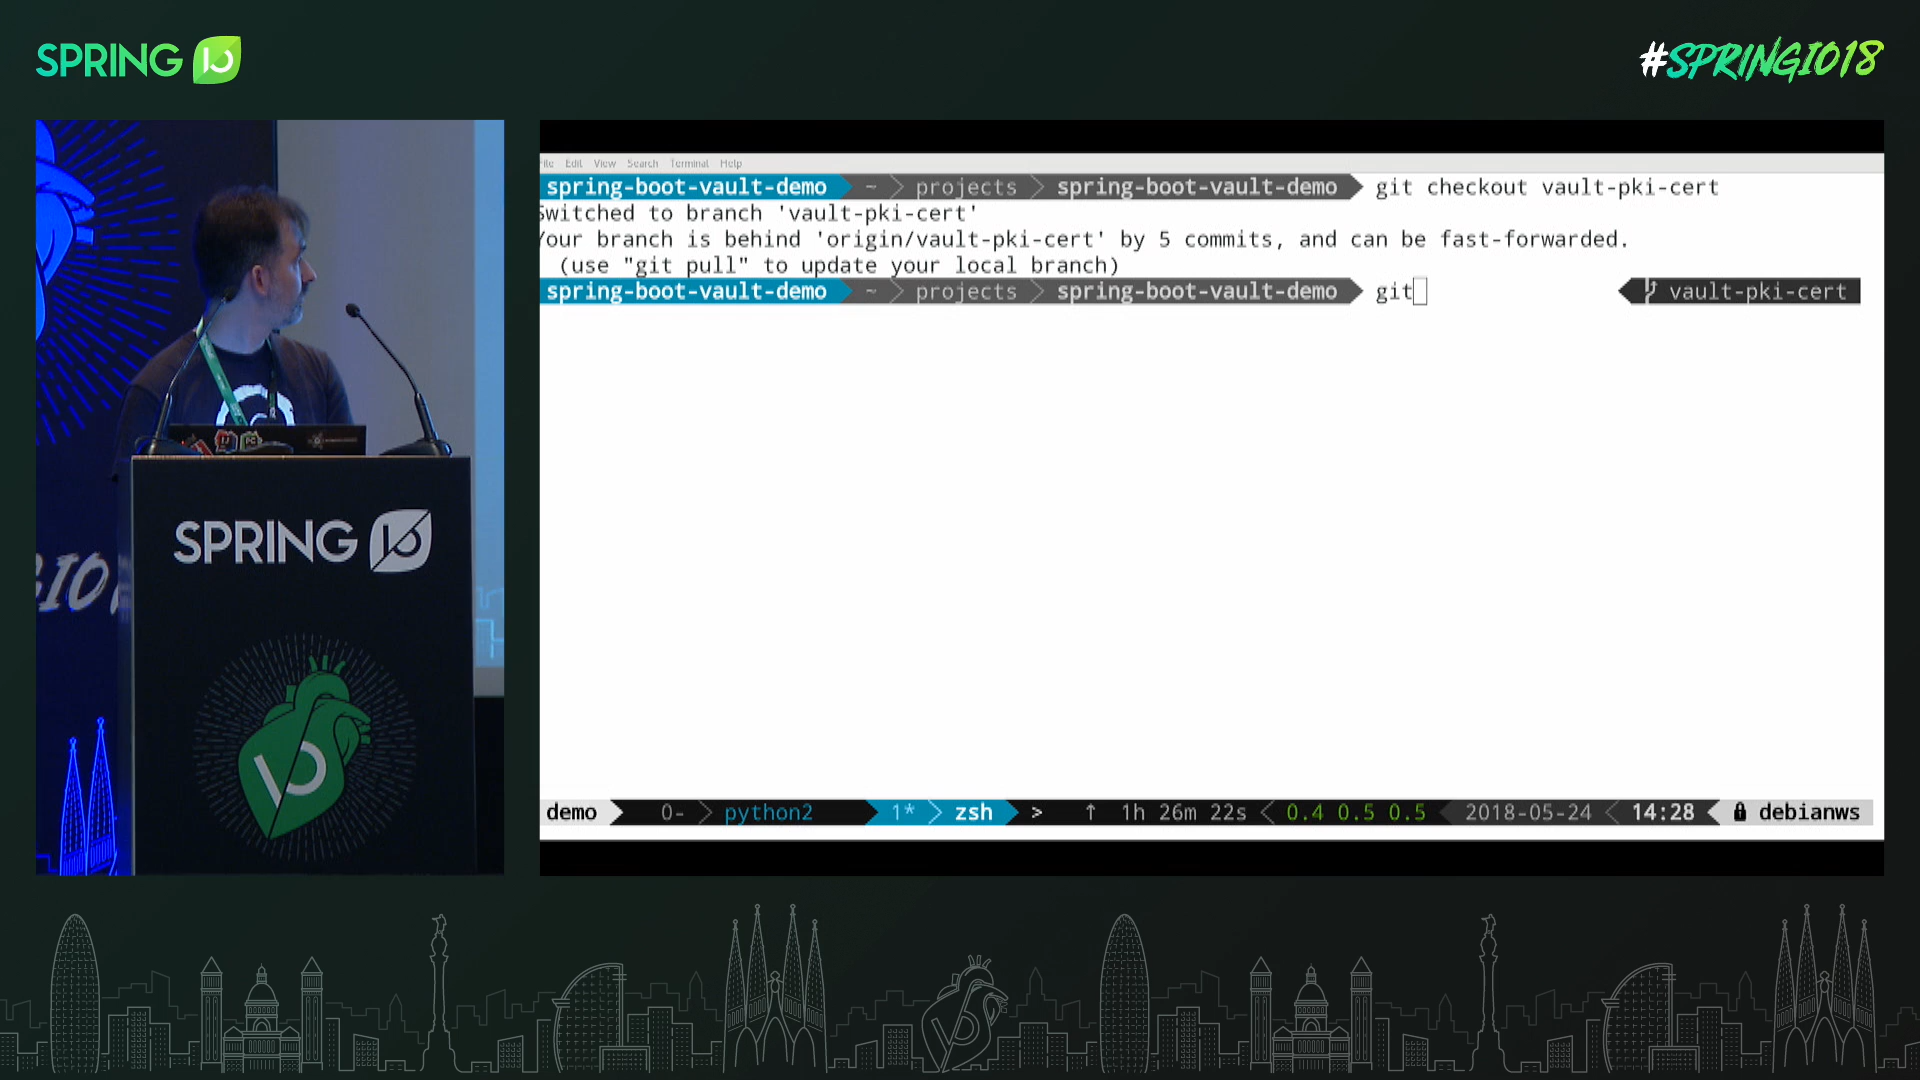 SPRING IO
#SPRINGIO18
File Edit View Search Terminal Help
spring-boot-vault-demo ~ projects spring-boot-vault-demo git checkout vault-pki-cert
Switched to branch 'vault-pki-cert'
Your branch is behind 'origin/vault-pki-cert' by 5 commits, and can be fast-forwarded.
(use "git pull" to update your local branch)
spring-boot-vault-demo ~ projects spring-boot-vault-demo git vault-pki-cert
demo 0- python2 1* zsh > ↑ 1h 26m 22s 0.4 0.5 0.5 2018-05-24 14:28 debianws
SPRING IO
GIO1
IO
IO